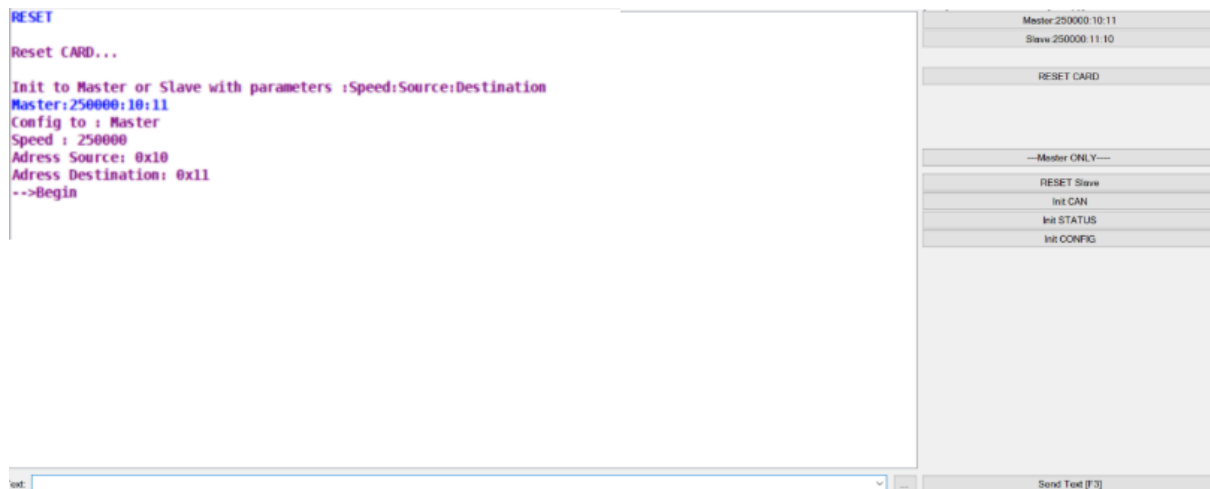 RESET
Reset CARD...
Init to Master or Slave with parameters :Speed:Source:Destination
Master:250000:10:11
Config to : Master
Speed : 250000
Adress Source: 0x10
Adress Destination: 0x11
-->Begin
Master:250000:10:11
Slave:250000:11:10
RESET CARD
---Master ONLY----
RESET Slave
Init CAN
Init STATUS
Init CONFIG
...
Send Text [F3]